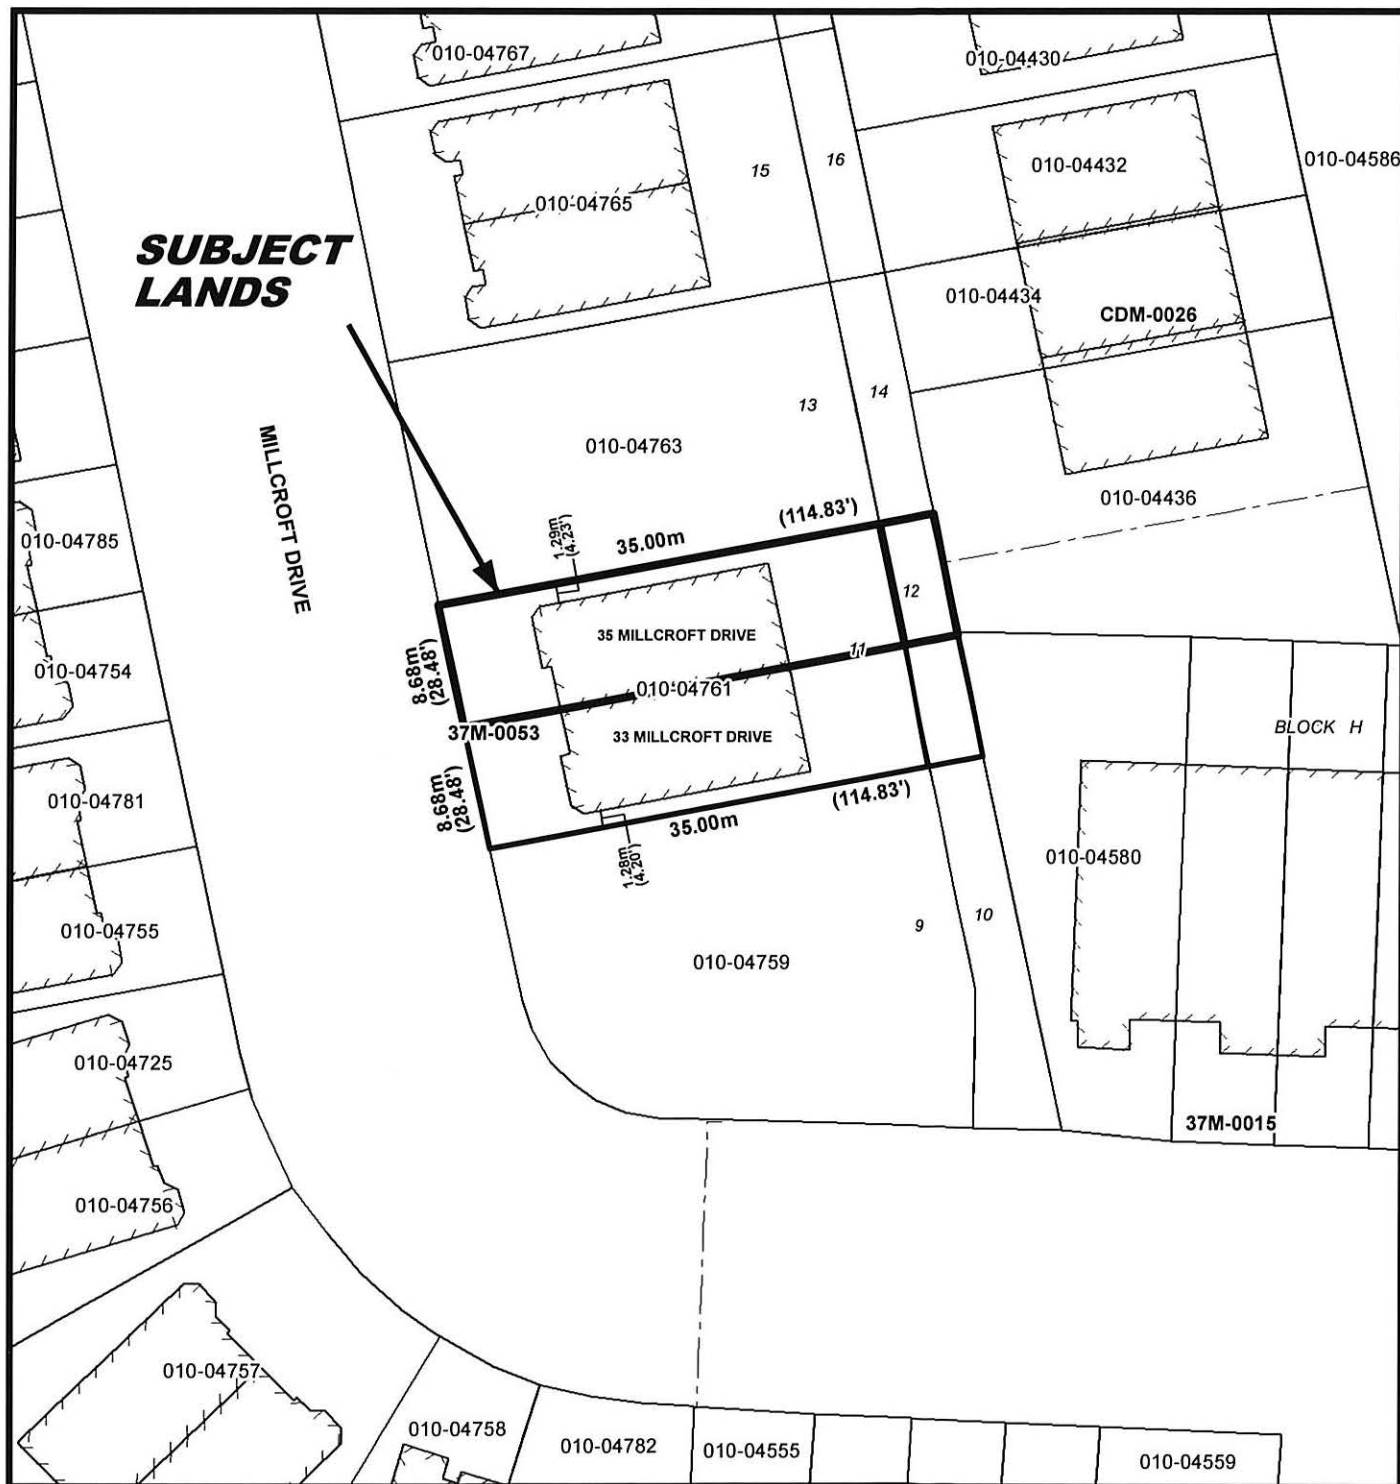 010-04767
010-04430
15
16
010-04432
010-04586
010-04765
SUBJECT
LANDS
010-04434
CDM-0026
13
14
MILLCROFT DRIVE
010-04763
010-04436
1.29m
(4.23')
35.00m
(114.83')
010-04785
12
35 MILLCROFT DRIVE
11
010-04754
8.68m
(28.48')
010-04761
37M-0053
33 MILLCROFT DRIVE
BLOCK H
010-04781
8.68m
(28.48')
35.00m
(114.83')
1.28m
(4.20')
010-04580
010-04755
9
10
010-04759
010-04725
37M-0015
010-04756
010-04757
010-04758
010-04782
010-04555
010-04559